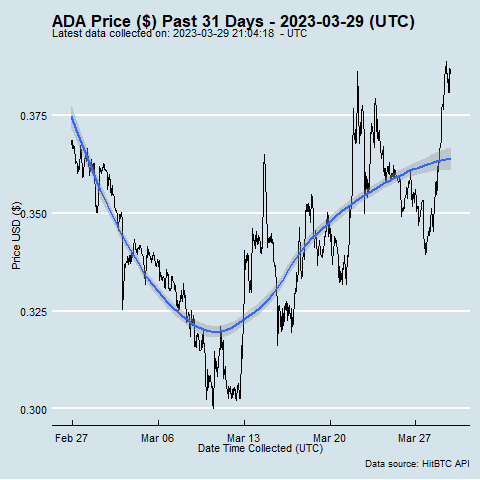 ADA Price ($) Past 31 Days - 2023-03-29 (UTC)
Latest data collected on: 2023-03-29 21:04:18  - UTC
0.375
0.350
0.325
0.300
Price USD ($)
Feb 27
Mar 06
Mar 13
Mar 20
Mar 27
Date Time Collected (UTC)
Data source: HitBTC API